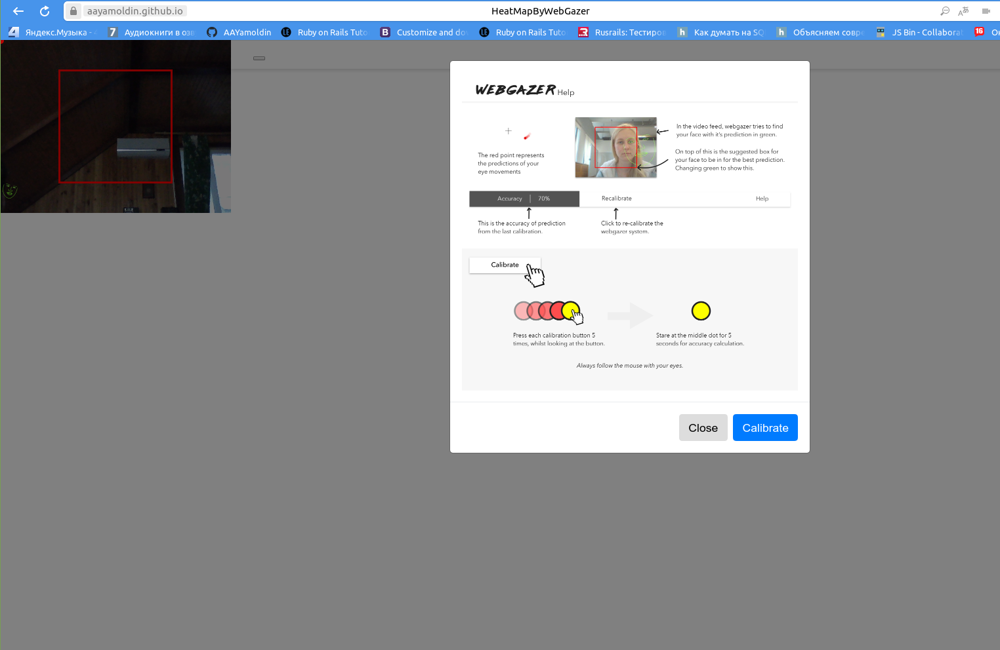 aayamoldin.github.io
HeatMapByWebGazer
Яндекс.Музыка - 4
Аудиокниги в озв
AAYamoldin
Ruby on Rails Tuto
Customize and dov
Ruby on Rails Tuto
Rusrails: Тестиров
Как думать на SQ
Объясняем совре
JS Bin - Collaborat
WEBGAZER Help
The red point represents
the predictions of your
eye movements
In the video feed, webgazer tries to find
your face with it's prediction in green.
On top of this is the suggested box for
your face to be in for the best prediction.
Changing green to show this.
Accuracy | 70%
Recalibrate
Help
This is the accuracy of prediction
from the last calibration.
Click to re-calibrate the
webgazer system.
Calibrate
Press each calibration button 5
times, whilst looking at the button.
Stare at the middle dot for 5
seconds for accuracy calculation.
Always follow the mouse with your eyes.
Close
Calibrate